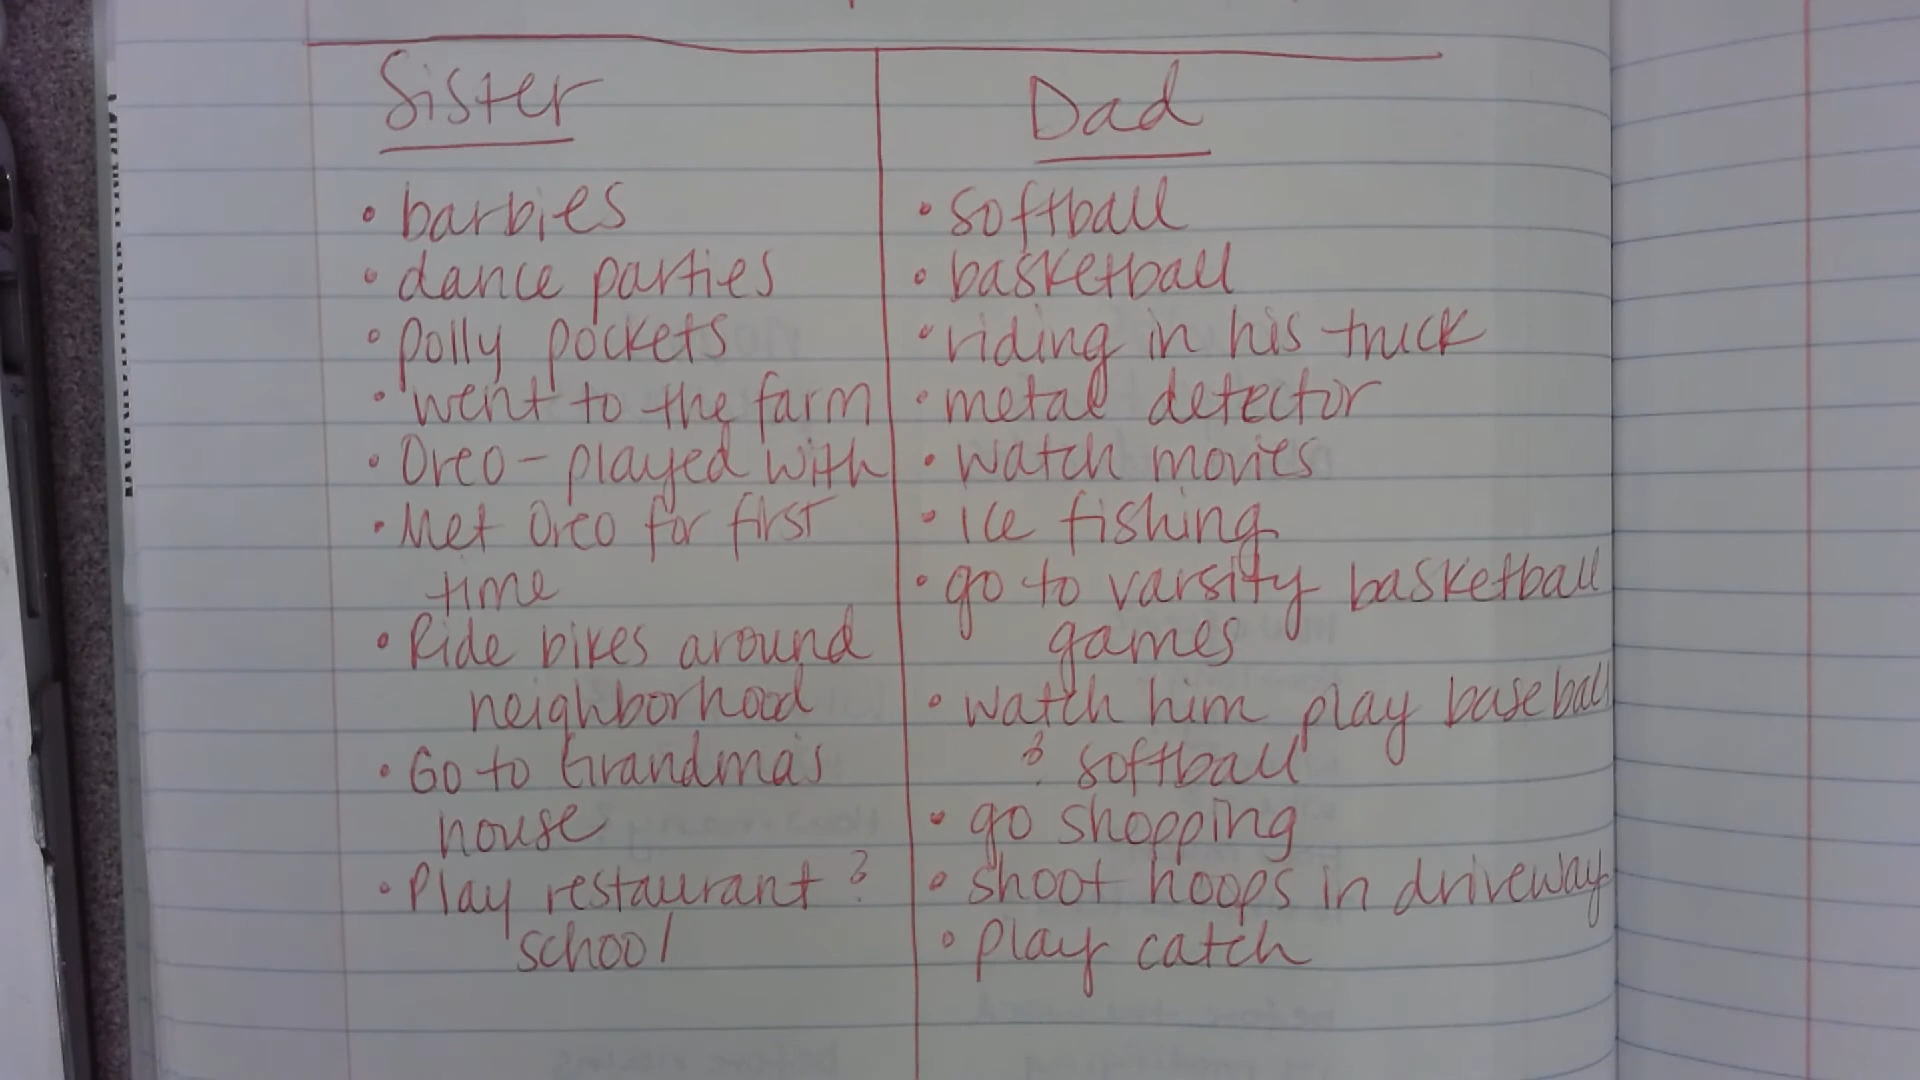 Sister
• barbies
• dance parties
• polly pockets
• went to the farm
• Oreo - played with
• Met Oreo for first
time
• Ride bikes around
neighborhood
• Go to Grandma's
house
• Play restaurant &
school
Dad
• softball
• basketball
• riding in his truck
• metal detector
• watch movies
• ice fishing
• go to varsity basketball
games
• watch him play baseball
& softball
• go shopping
• shoot hoops in driveway
• play catch